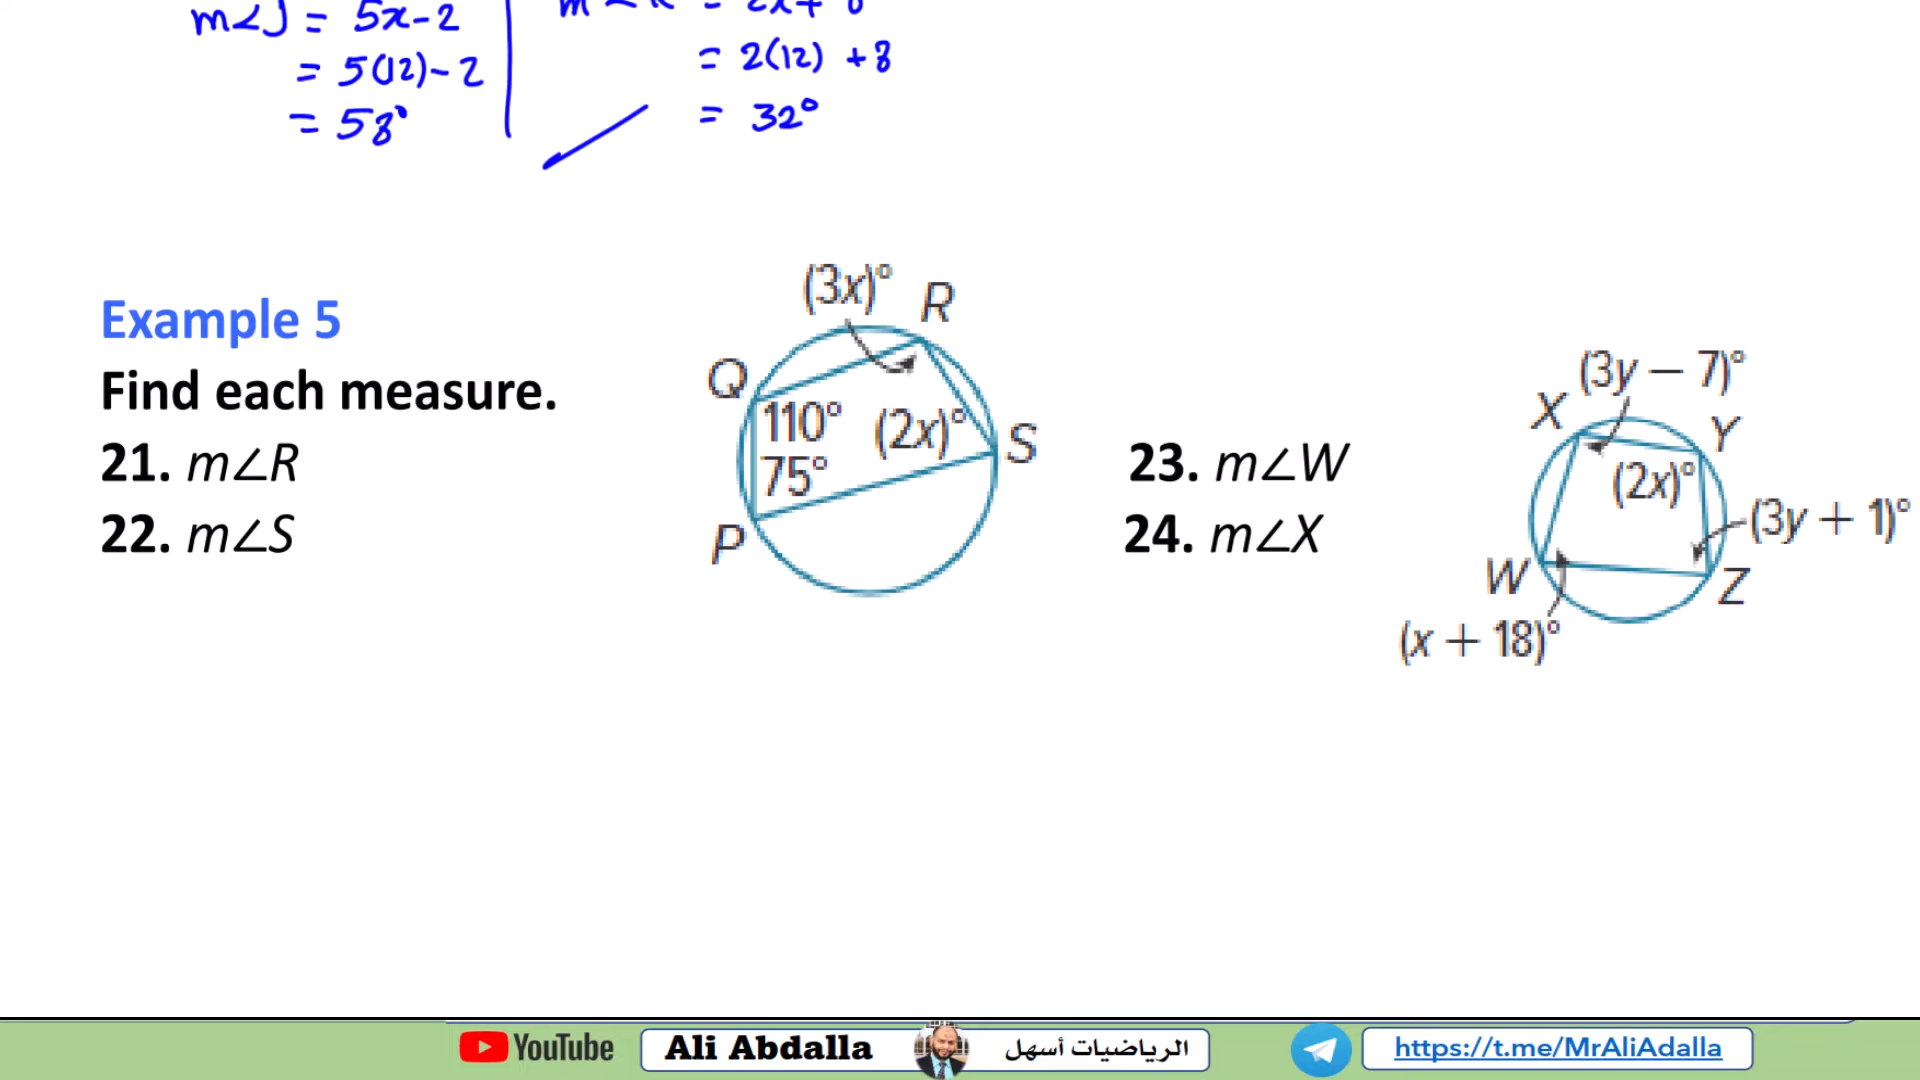 m∠J = 5x-2
= 5(12)-2
= 58°
= 2(12) + 8
= 32°
Example 5
Find each measure.
21. m∠R
22. m∠S
(3x)°
R
Q
110°
(2x)°
S
75°
P
23. m∠W
24. m∠X
(3y − 7)°
X
Y
(2x)°
(3y + 1)°
W
Z
(x + 18)°
YouTube
Ali Abdalla
الرياضيات أسهل
https://t.me/MrAliAdalla